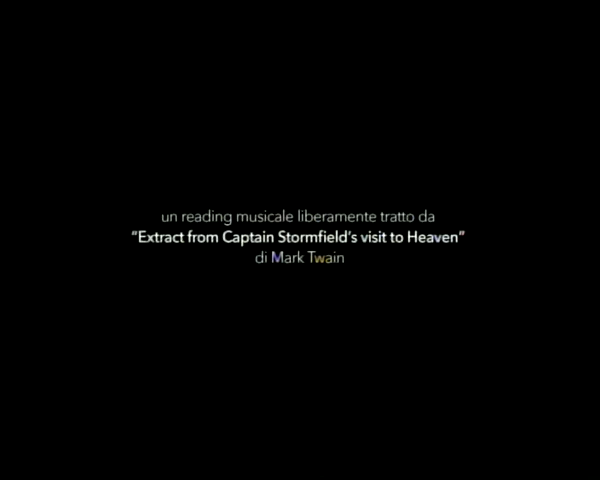 un reading musicale liberamente tratto da
"Extract from Captain Stormfield's visit to Heaven"
di Mark Twain